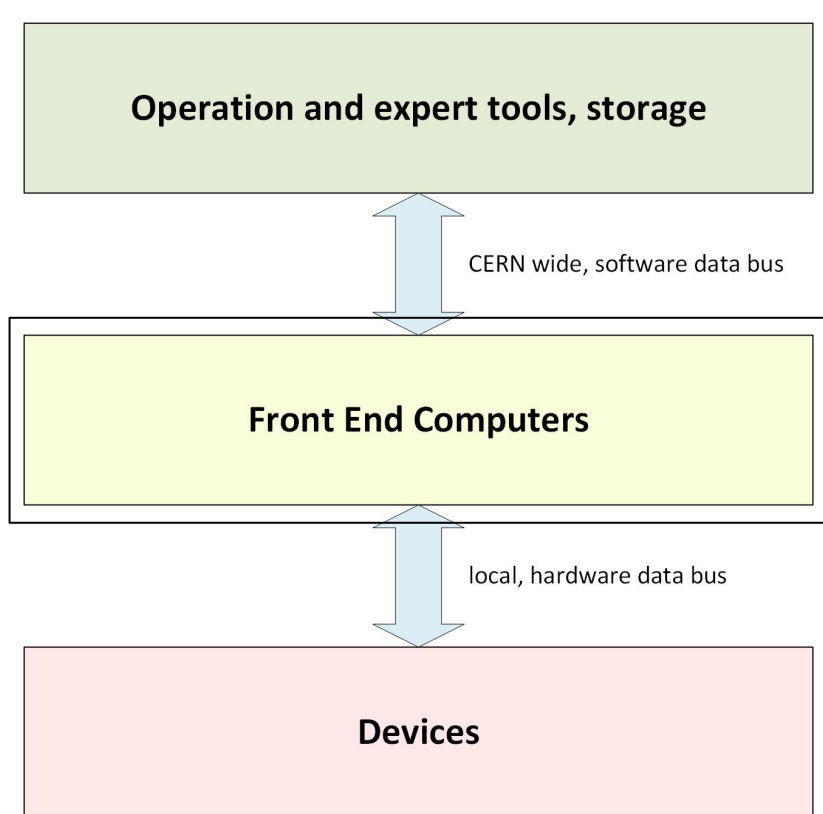 Operation and expert tools, storage
CERN wide, software data bus
Front End Computers
local, hardware data bus
Devices